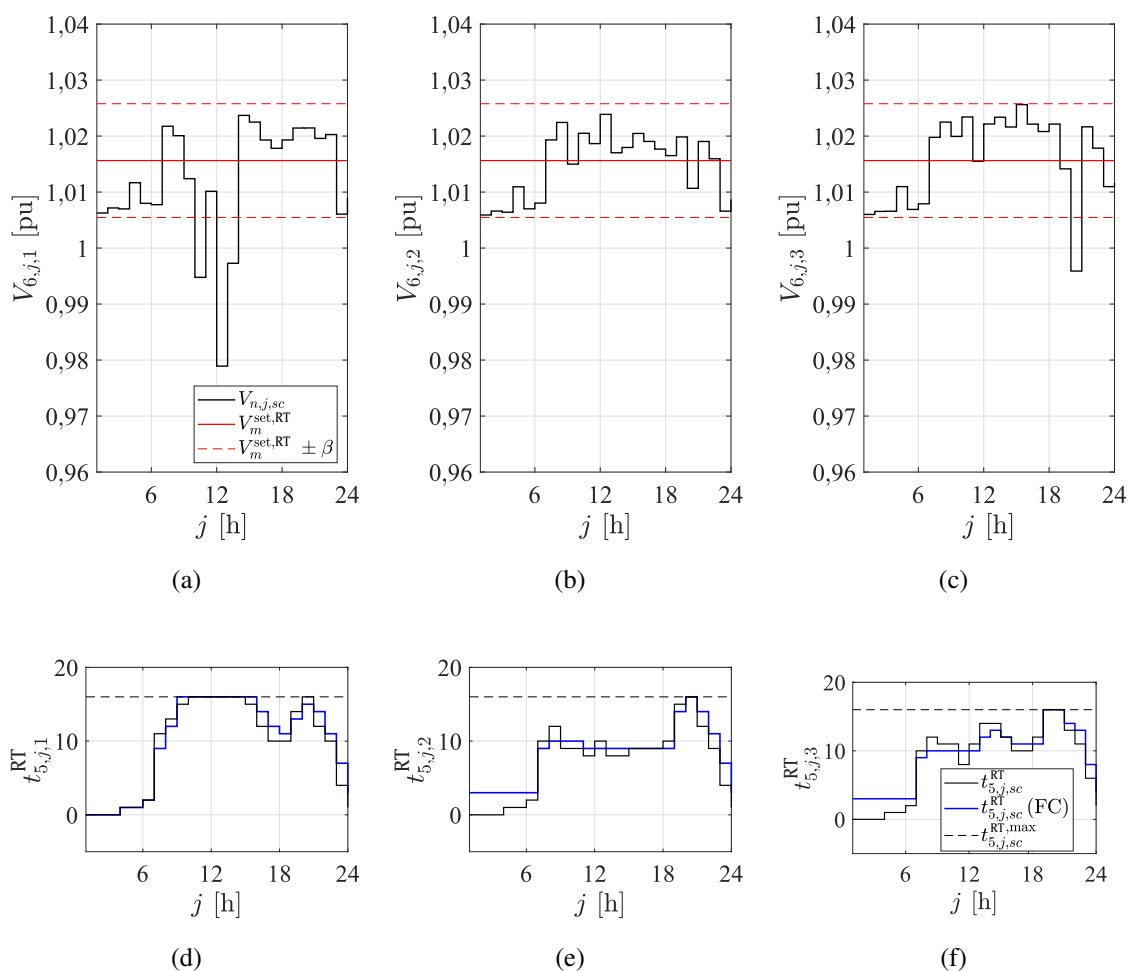 1,04
1,03
1,02
1,01
1
0,99
0,98
0,97
0,96
6 12 18 24
j [h]
V_{6,j,1} [pu]
V_{n,j,sc}
V_m^{set,RT}
V_m^{set,RT} ± β
(a)
1,04
1,03
1,02
1,01
1
0,99
0,98
0,97
0,96
6 12 18 24
j [h]
V_{6,j,2} [pu]
(b)
1,04
1,03
1,02
1,01
1
0,99
0,98
0,97
0,96
6 12 18 24
j [h]
V_{6,j,3} [pu]
(c)
20
10
0
6 12 18 24
j [h]
t_{5,j,1}^{RT}
(d)
20
10
0
6 12 18 24
j [h]
t_{5,j,2}^{RT}
(e)
20
10
0
6 12 18 24
j [h]
t_{5,j,3}^{RT}
t_{5,j,sc}^{RT}
t_{5,j,sc}^{RT} (FC)
t_{5,j,sc}^{RT,max}
(f)